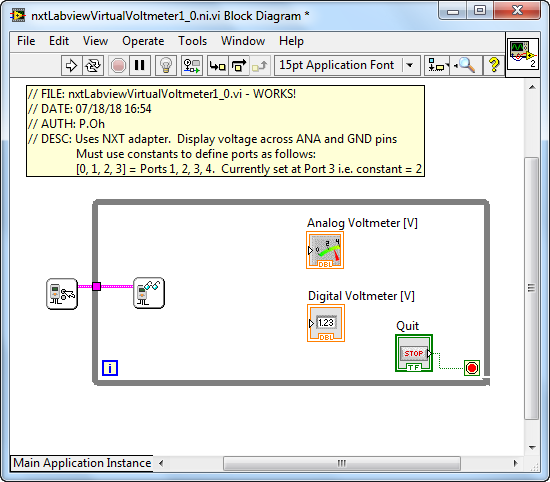 nxtLabviewVirtualVoltmeter1_0.ni.vi Block Diagram *
File Edit View Operate Tools Window Help
15pt Application Font
// FILE: nxtLabviewVirtualVoltmeter1_0.vi - WORKS!
// DATE: 07/18/18 16:54
// AUTH: P.Oh
// DESC: Uses NXT adapter. Display voltage across ANA and GND pins
Must use constants to define ports as follows:
[0, 1, 2, 3] = Ports 1, 2, 3, 4. Currently set at Port 3 i.e. constant = 2
Analog Voltmeter [V]
0 2 4
DBL
Digital Voltmeter [V]
1.23
DBL
Quit
STOP
TF
i
Main Application Instance